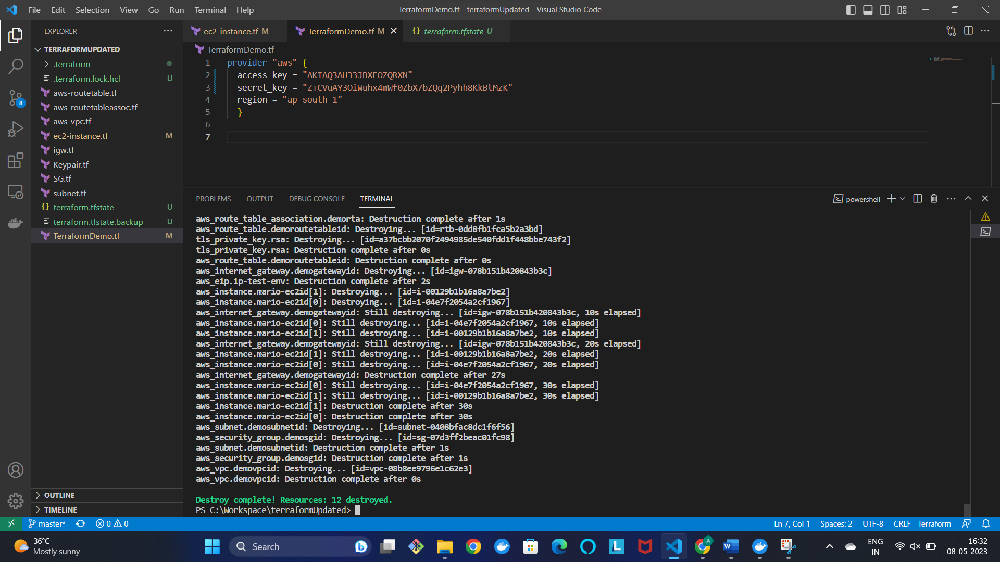 File Edit Selection View Go Run Terminal Help
TerraformDemo.tf - terraformUpdated - Visual Studio Code
EXPLORER
TERRAFORMUPDATED
.terraform
.terraform.lock.hcl U
aws-routetable.tf
aws-routetableassoc.tf
aws-vpc.tf
ec2-instance.tf M
igw.tf
Keypair.tf
SG.tf
subnet.tf
{} terraform.tfstate U
terraform.tfstate.backup U
TerraformDemo.tf M
OUTLINE
TIMELINE
8
ec2-instance.tf M
TerraformDemo.tf M
{} terraform.tfstate U
TerraformDemo.tf
1 provider "aws" {
2 access_key = "AKIAQ3AU33JBXFOZQRXN"
3 secret_key = "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"
4 region = "ap-south-1"
5 }
6
7
PROBLEMS OUTPUT DEBUG CONSOLE TERMINAL
powershell
aws_route_table_association.demorta: Destruction complete after 1s
aws_route_table.demoroutetableid: Destroying... [id=rtb-0dd8fb1fca5b2a3bd]
tls_private_key.rsa: Destroying... [id=a37bcbb2070f2494985de540fdd1f448bbe743f2]
tls_private_key.rsa: Destruction complete after 0s
aws_route_table.demoroutetableid: Destruction complete after 0s
aws_internet_gateway.demogatewayid: Destroying... [id=igw-078b151b420843b3c]
aws_eip.ip-test-env: Destruction complete after 2s
aws_instance.mario-ec2id[1]: Destroying... [id=i-00129b1b16a8a7be2]
aws_instance.mario-ec2id[0]: Destroying... [id=i-04e7f2054a2cf1967]
aws_internet_gateway.demogatewayid: Still destroying... [id=igw-078b151b420843b3c, 10s elapsed]
aws_instance.mario-ec2id[0]: Still destroying... [id=i-04e7f2054a2cf1967, 10s elapsed]
aws_instance.mario-ec2id[1]: Still destroying... [id=i-00129b1b16a8a7be2, 10s elapsed]
aws_internet_gateway.demogatewayid: Still destroying... [id=igw-078b151b420843b3c, 20s elapsed]
aws_instance.mario-ec2id[1]: Still destroying... [id=i-00129b1b16a8a7be2, 20s elapsed]
aws_instance.mario-ec2id[0]: Still destroying... [id=i-04e7f2054a2cf1967, 20s elapsed]
aws_internet_gateway.demogatewayid: Destruction complete after 27s
aws_instance.mario-ec2id[0]: Still destroying... [id=i-04e7f2054a2cf1967, 30s elapsed]
aws_instance.mario-ec2id[1]: Still destroying... [id=i-00129b1b16a8a7be2, 30s elapsed]
aws_instance.mario-ec2id[1]: Destruction complete after 30s
aws_instance.mario-ec2id[0]: Destruction complete after 30s
aws_subnet.demosubnetid: Destroying... [id=subnet-0408bfac8dc1f6f56]
aws_security_group.demosgid: Destroying... [id=sg-07d3ff2beac01fc98]
aws_subnet.demosubnetid: Destruction complete after 1s
aws_security_group.demosgid: Destruction complete after 1s
aws_vpc.demovpcid: Destroying... [id=vpc-08b8ee9796e1c62e3]
aws_vpc.demovpcid: Destruction complete after 0s
Destroy complete! Resources: 12 destroyed.
PS C:\Workspace\terraformUpdated>
master* 0 0
Ln 7, Col 1 Spaces: 2 UTF-8 CRLF Terraform
36°C
Mostly sunny
Search
L
A
W
ENG
IN
16:32
08-05-2023